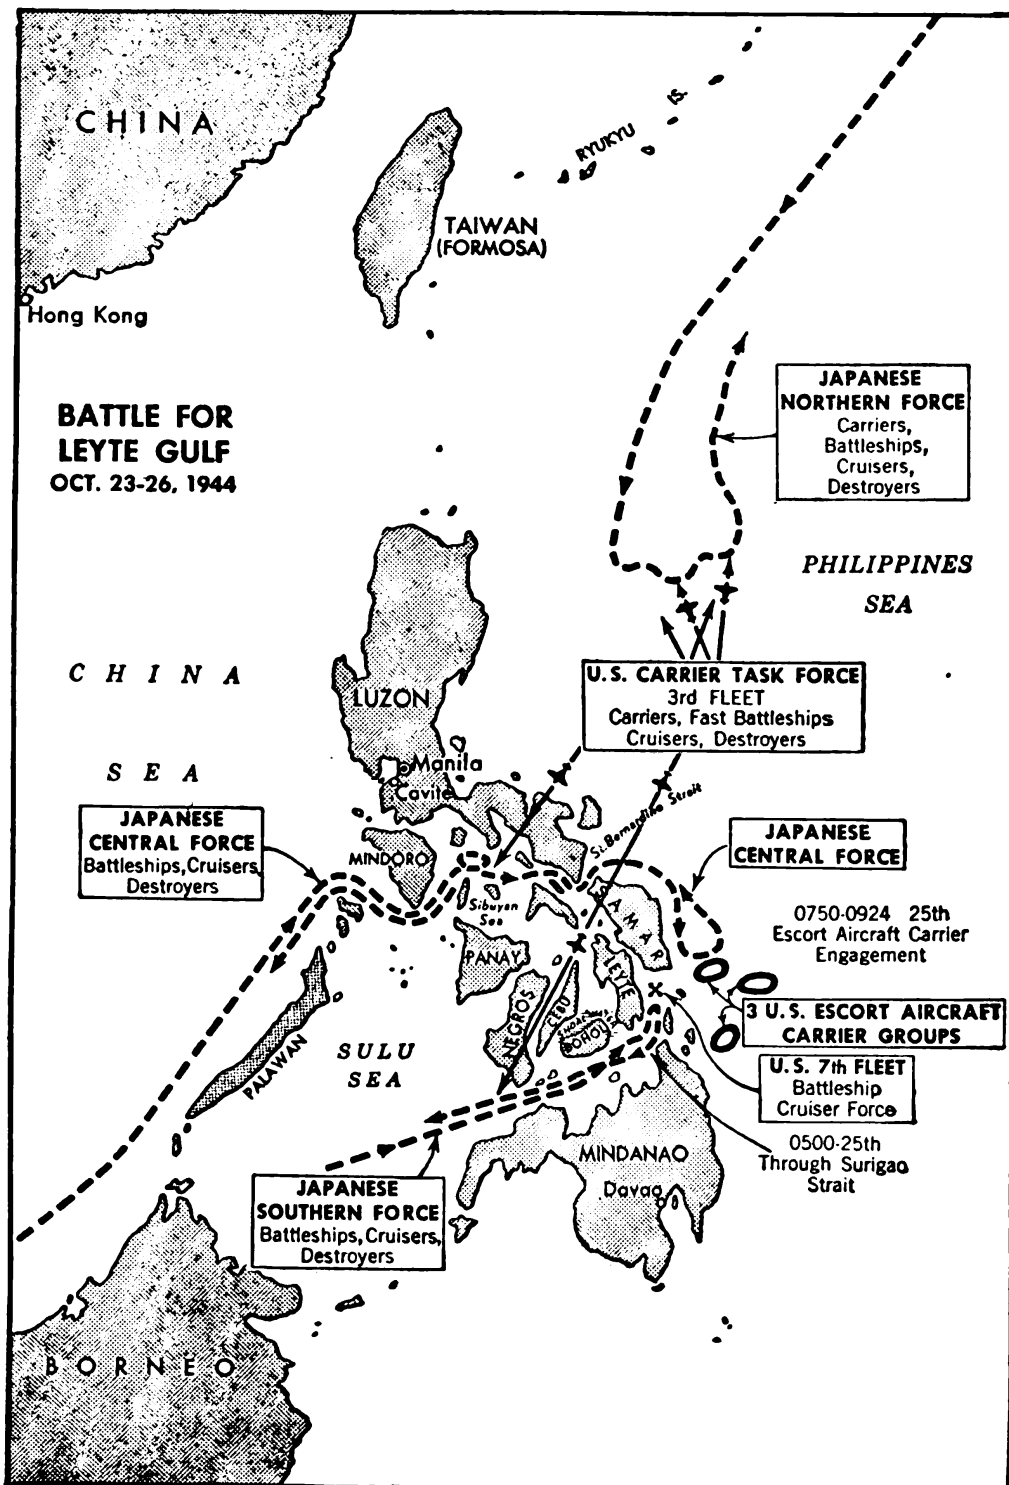 CHINA
RYUKYU IS.
TAIWAN
(FORMOSA)
Hong Kong
BATTLE FOR
LEYTE GULF
OCT. 23-26, 1944
JAPANESE
NORTHERN FORCE
Carriers,
Battleships,
Cruisers,
Destroyers
PHILIPPINES
SEA
CHINA
SEA
U.S. CARRIER TASK FORCE
3rd FLEET
Carriers, Fast Battleships
Cruisers, Destroyers
LUZON
Manila
Cavite
St. Bernardino Strait
JAPANESE
CENTRAL FORCE
Battleships, Cruisers,
Destroyers
MINDORO
Sibuyan
Sea
JAPANESE
CENTRAL FORCE
SAMAR
0750-0924 25th
Escort Aircraft Carrier
Engagement
PANAY
LEYTE
NEGROS
CEBU
BOHOL
3 U.S. ESCORT AIRCRAFT
CARRIER GROUPS
SULU
SEA
PALAWAN
U.S. 7th FLEET
Battleship
Cruiser Force
0500-25th
Through Surigao
Strait
MINDANAO
Davao
JAPANESE
SOUTHERN FORCE
Battleships, Cruisers,
Destroyers
BORNEO